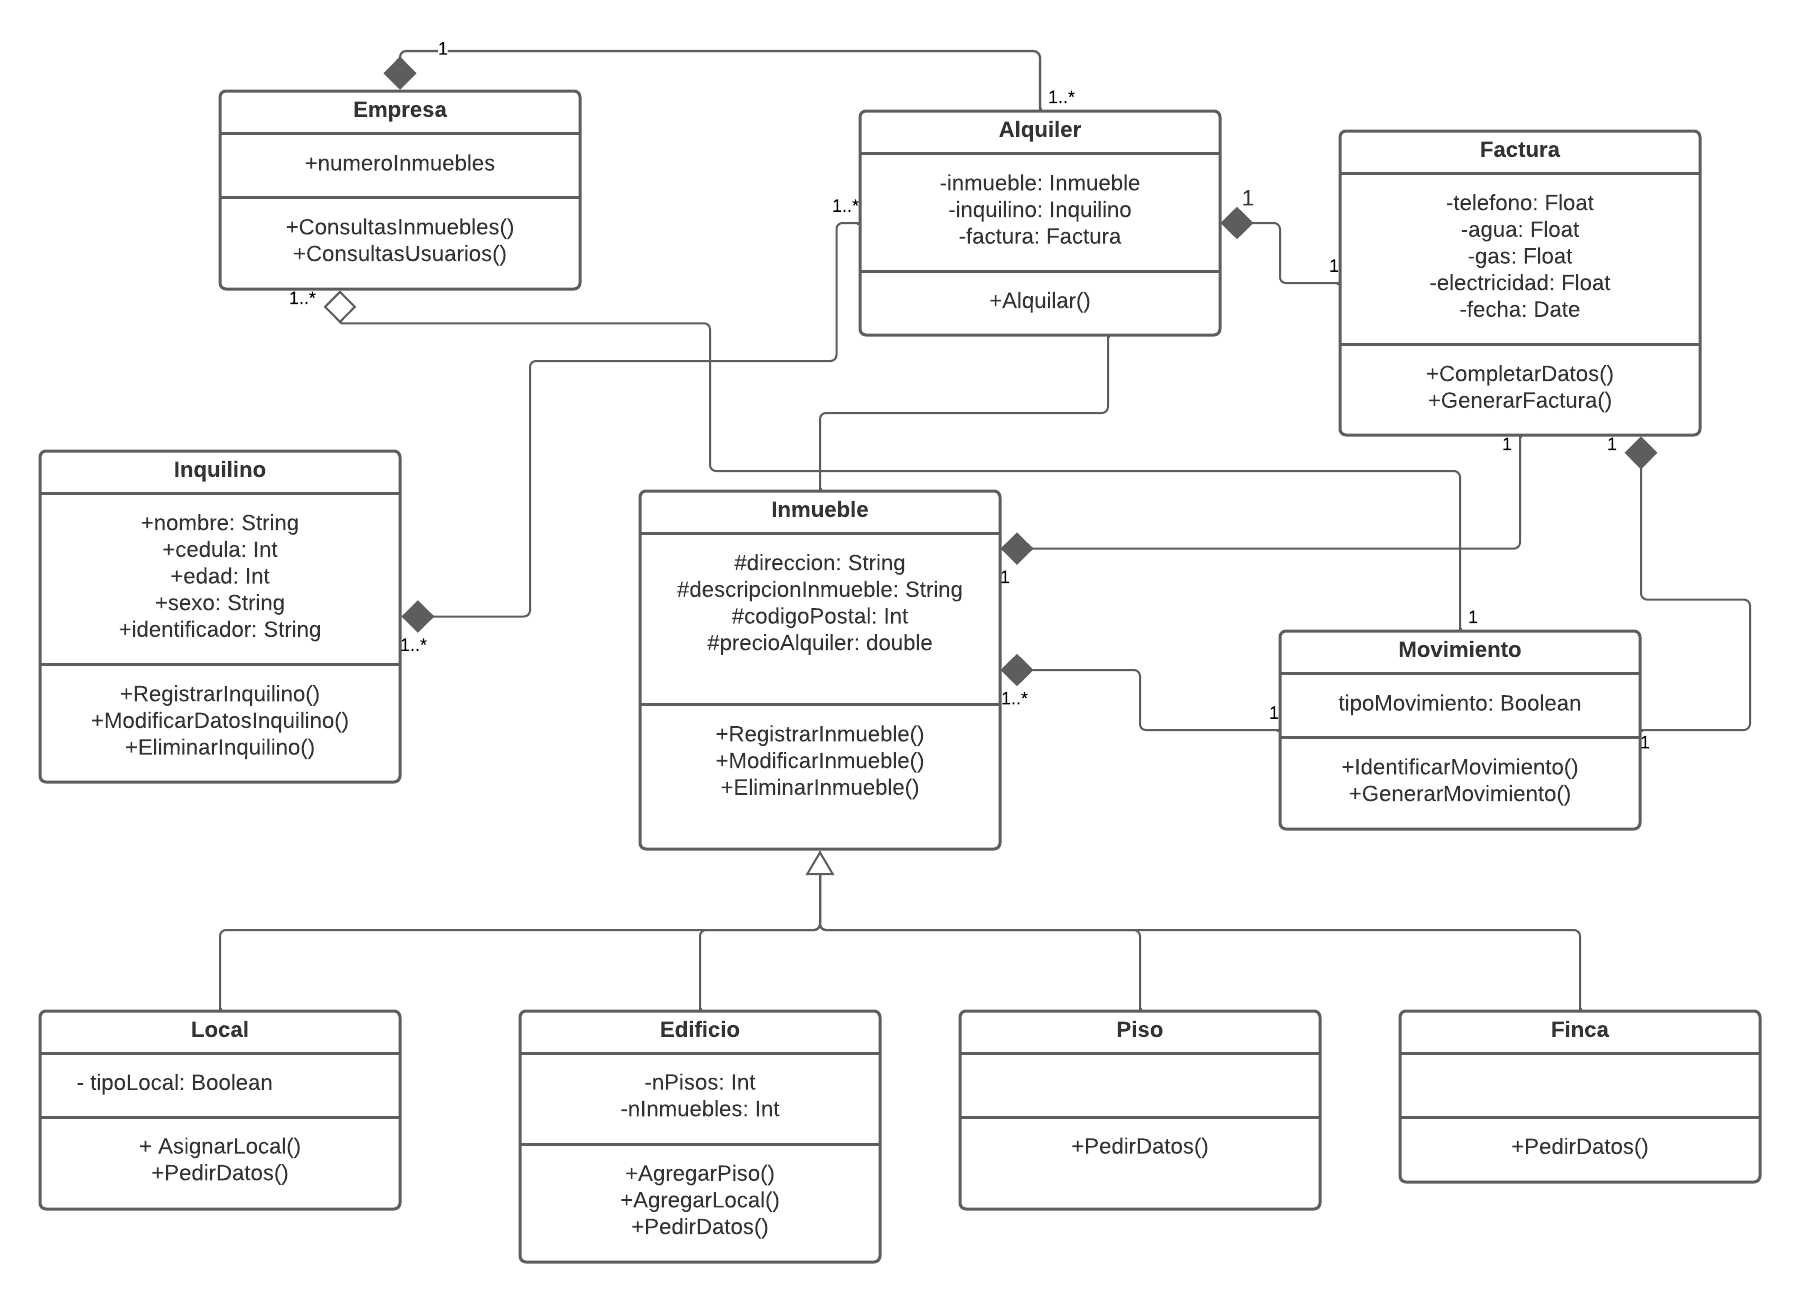 1
Empresa
+numeroInmuebles
+ConsultasInmuebles()
+ConsultasUsuarios()
1..*
1..*
Alquiler
-inmueble: Inmueble
-inquilino: Inquilino
-factura: Factura
+Alquilar()
1..*
1
1
Factura
-telefono: Float
-agua: Float
-gas: Float
-electricidad: Float
-fecha: Date
+CompletarDatos()
+GenerarFactura()
1
1
Inquilino
+nombre: String
+cedula: Int
+edad: Int
+sexo: String
+identificador: String
+RegistrarInquilino()
+ModificarDatosInquilino()
+EliminarInquilino()
1..*
Inmueble
#direccion: String
#descripcionInmueble: String
#codigoPostal: Int
#precioAlquiler: double
+RegistrarInmueble()
+ModificarInmueble()
+EliminarInmueble()
1
1..*
1
1
Movimiento
tipoMovimiento: Boolean
+IdentificarMovimiento()
+GenerarMovimiento()
1
Local
- tipoLocal: Boolean
+ AsignarLocal()
+PedirDatos()
Edificio
-nPisos: Int
-nInmuebles: Int
+AgregarPiso()
+AgregarLocal()
+PedirDatos()
Piso
+PedirDatos()
Finca
+PedirDatos()